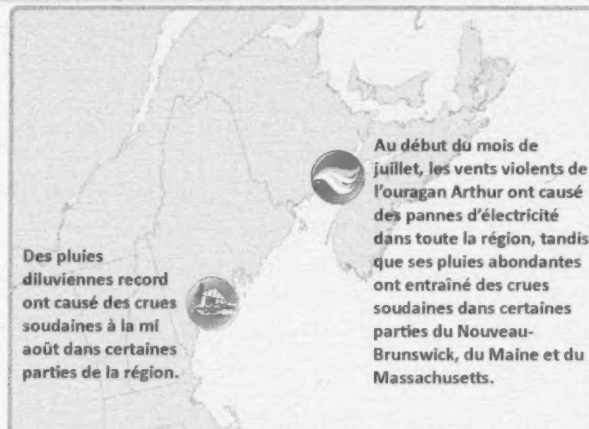 Au début du mois de
juillet, les vents violents de
l'ouragan Arthur ont causé
des pannes d'électricité
dans toute la région, tandis
que ses pluies abondantes
ont entraîné des crues
soudaines dans certaines
parties du Nouveau-
Brunswick, du Maine et du
Massachusetts.
Des pluies
diluviennes record
ont causé des crues
soudaines à la mi
août dans certaines
parties de la région.